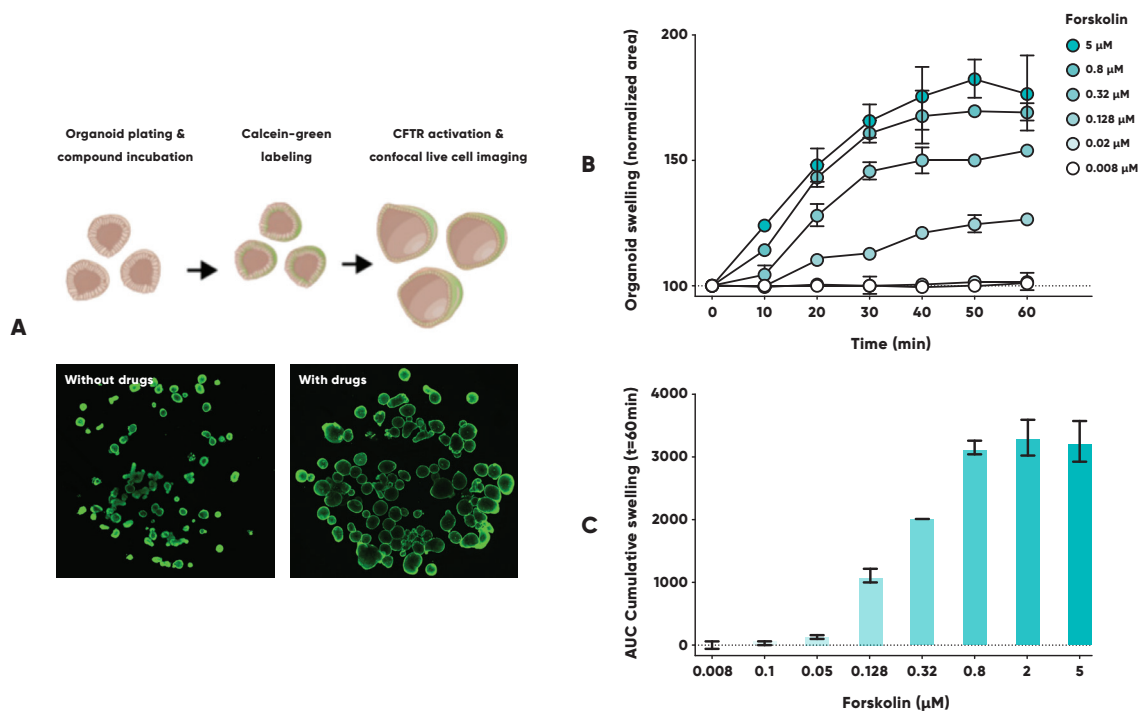 Organoid plating &
compound incubation
Calcein-green
labeling
CFTR activation &
confocal live cell imaging
A
Without drugs
With drugs
B
Organoid swelling (normalized area)
200
150
100
0 10 20 30 40 50 60
Time (min)
Forskolin
5 μM
0.8 μM
0.32 μM
0.128 μM
0.02 μM
0.008 μM
C
AUC Cumulative swelling (t=60min)
4000
3000
2000
1000
0
0.008 0.1 0.05 0.128 0.32 0.8 2 5
Forskolin (μM)